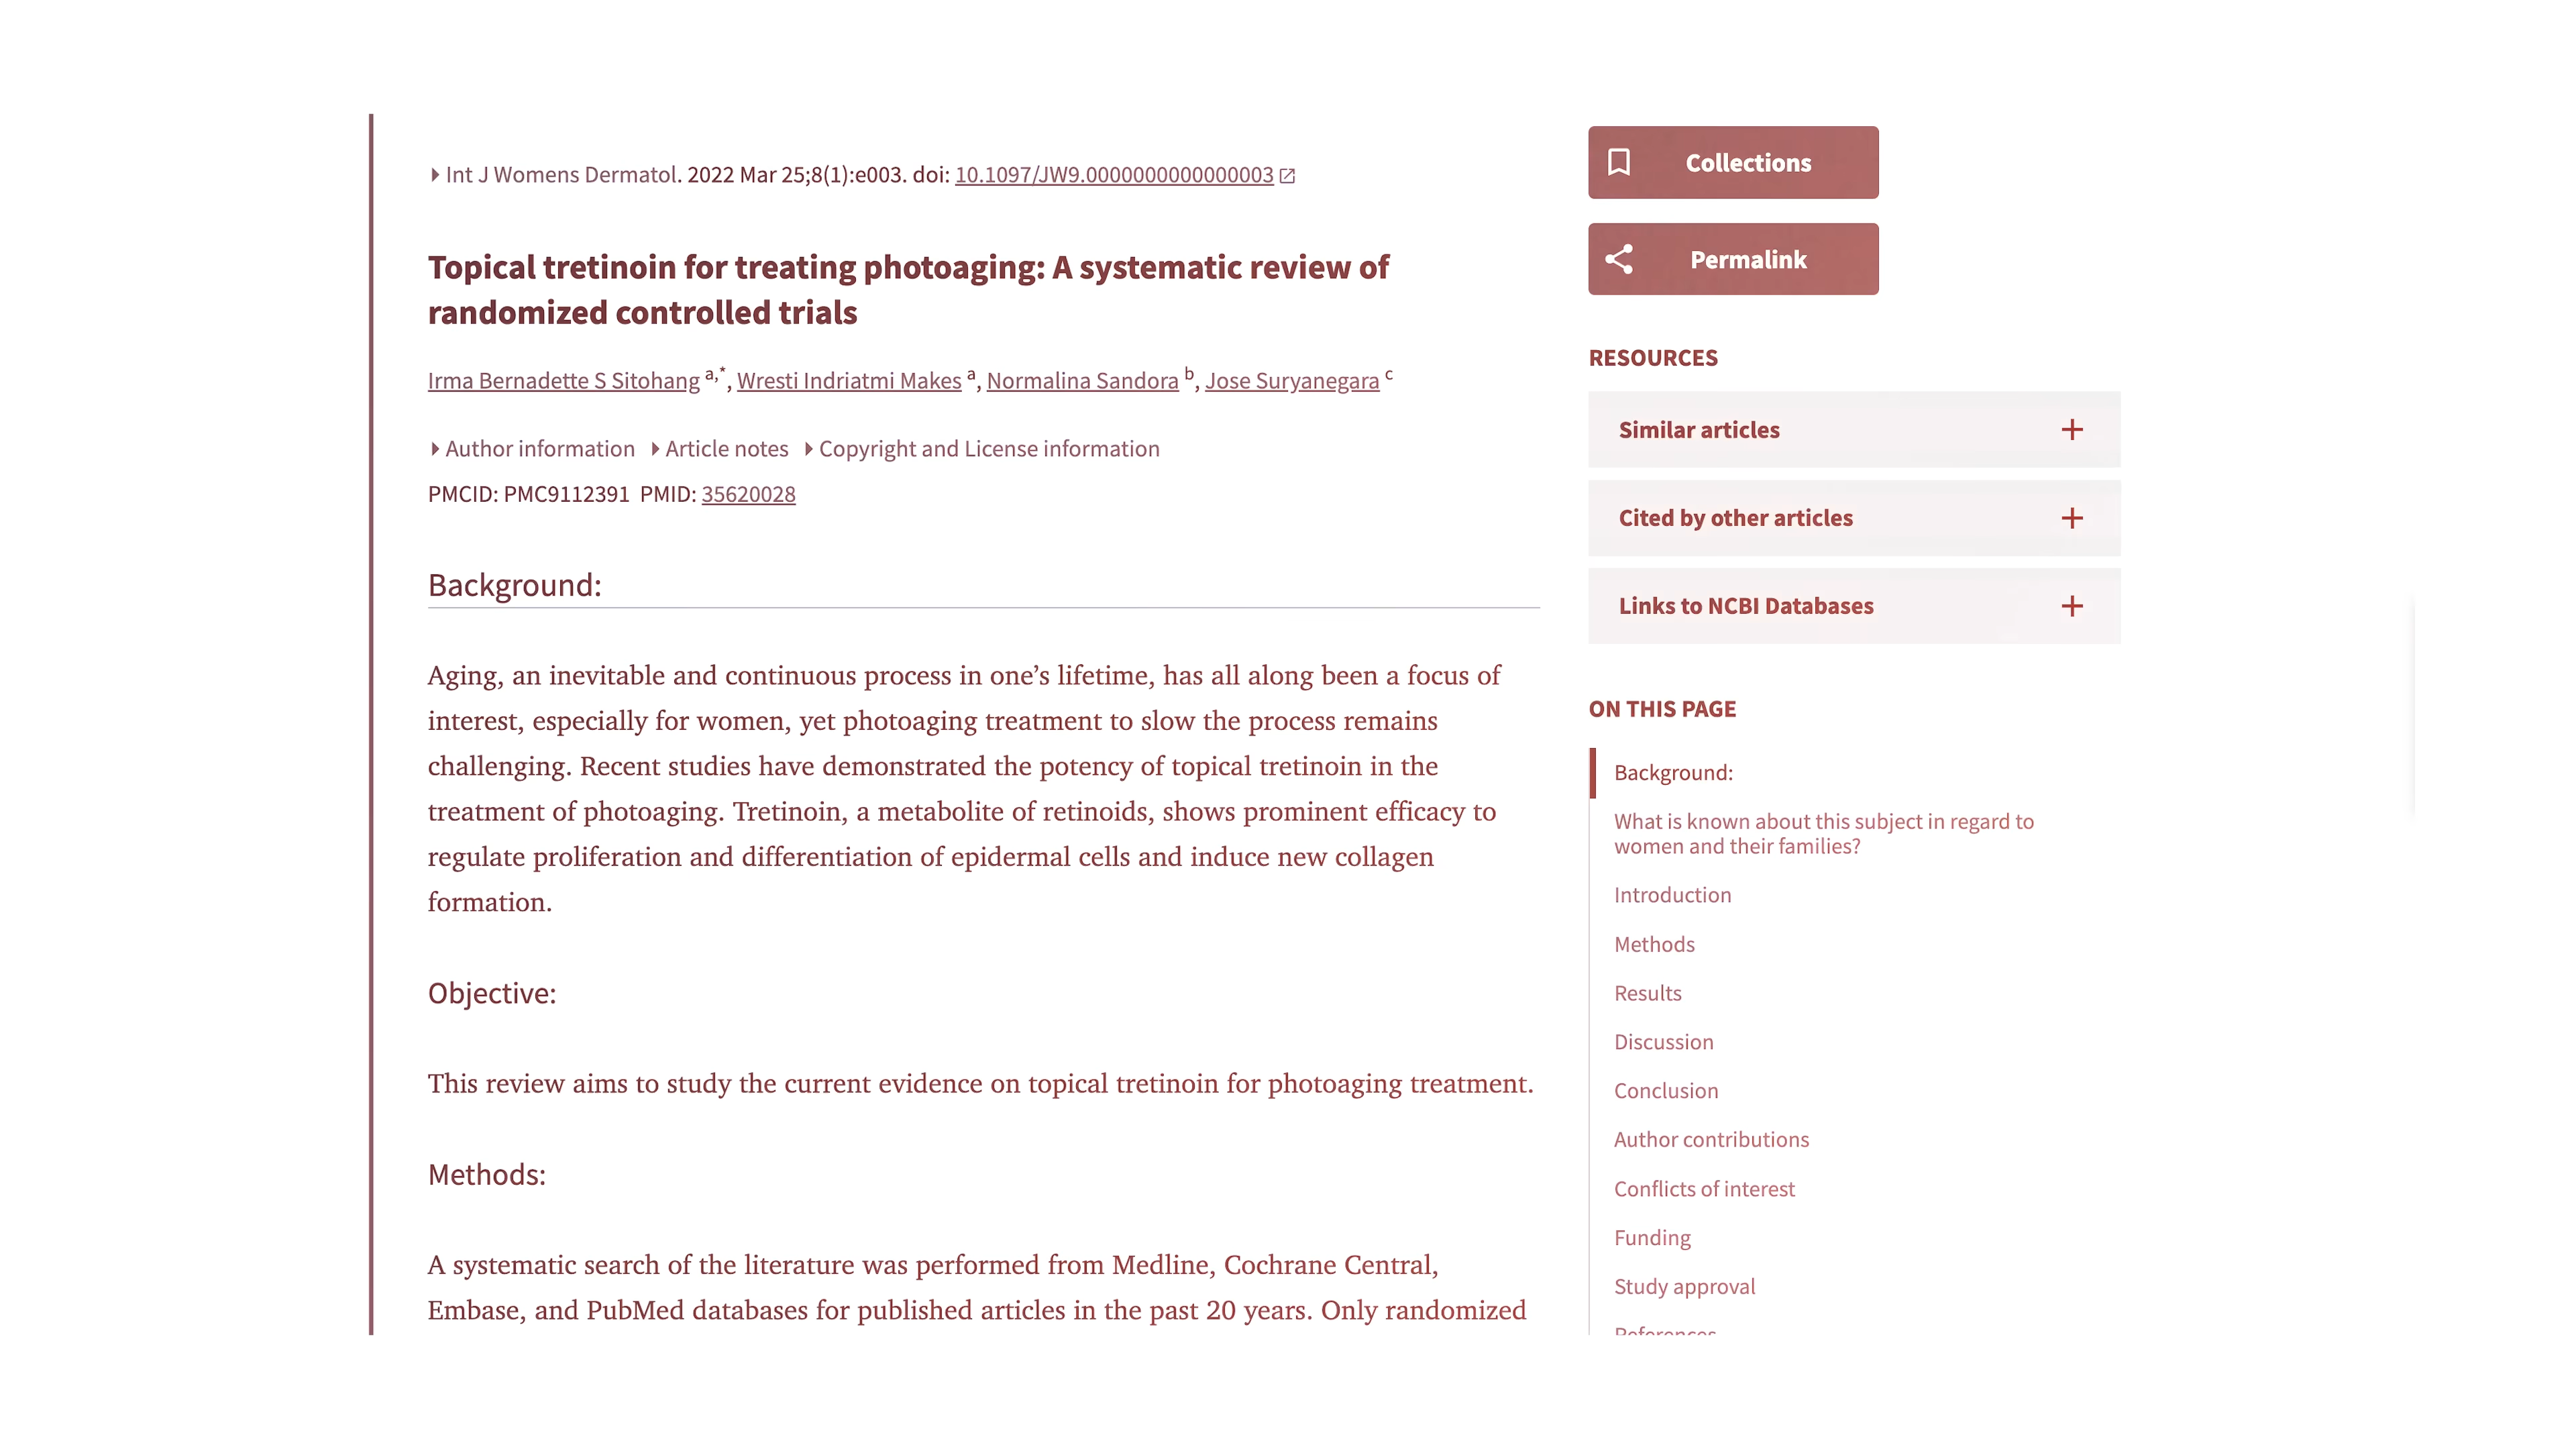 Int J Womens Dermatol. 2022 Mar 25;8(1):e003. doi: 10.1097/JW9.0000000000000003
Topical tretinoin for treating photoaging: A systematic review of
randomized controlled trials
Irma Bernadette S Sitohang a,*, Wresti Indriatmi Makes a, Normalina Sandora b, Jose Suryanegara c
Author information Article notes Copyright and License information
PMCID: PMC9112391 PMID: 35620028
Background:
Aging, an inevitable and continuous process in one’s lifetime, has all along been a focus of
interest, especially for women, yet photoaging treatment to slow the process remains
challenging. Recent studies have demonstrated the potency of topical tretinoin in the
treatment of photoaging. Tretinoin, a metabolite of retinoids, shows prominent efficacy to
regulate proliferation and differentiation of epidermal cells and induce new collagen
formation.
Objective:
This review aims to study the current evidence on topical tretinoin for photoaging treatment.
Methods:
A systematic search of the literature was performed from Medline, Cochrane Central,
Embase, and PubMed databases for published articles in the past 20 years. Only randomized
Collections
Permalink
RESOURCES
Similar articles
Cited by other articles
Links to NCBI Databases
ON THIS PAGE
Background:
What is known about this subject in regard to
women and their families?
Introduction
Methods
Results
Discussion
Conclusion
Author contributions
Conflicts of interest
Funding
Study approval
References